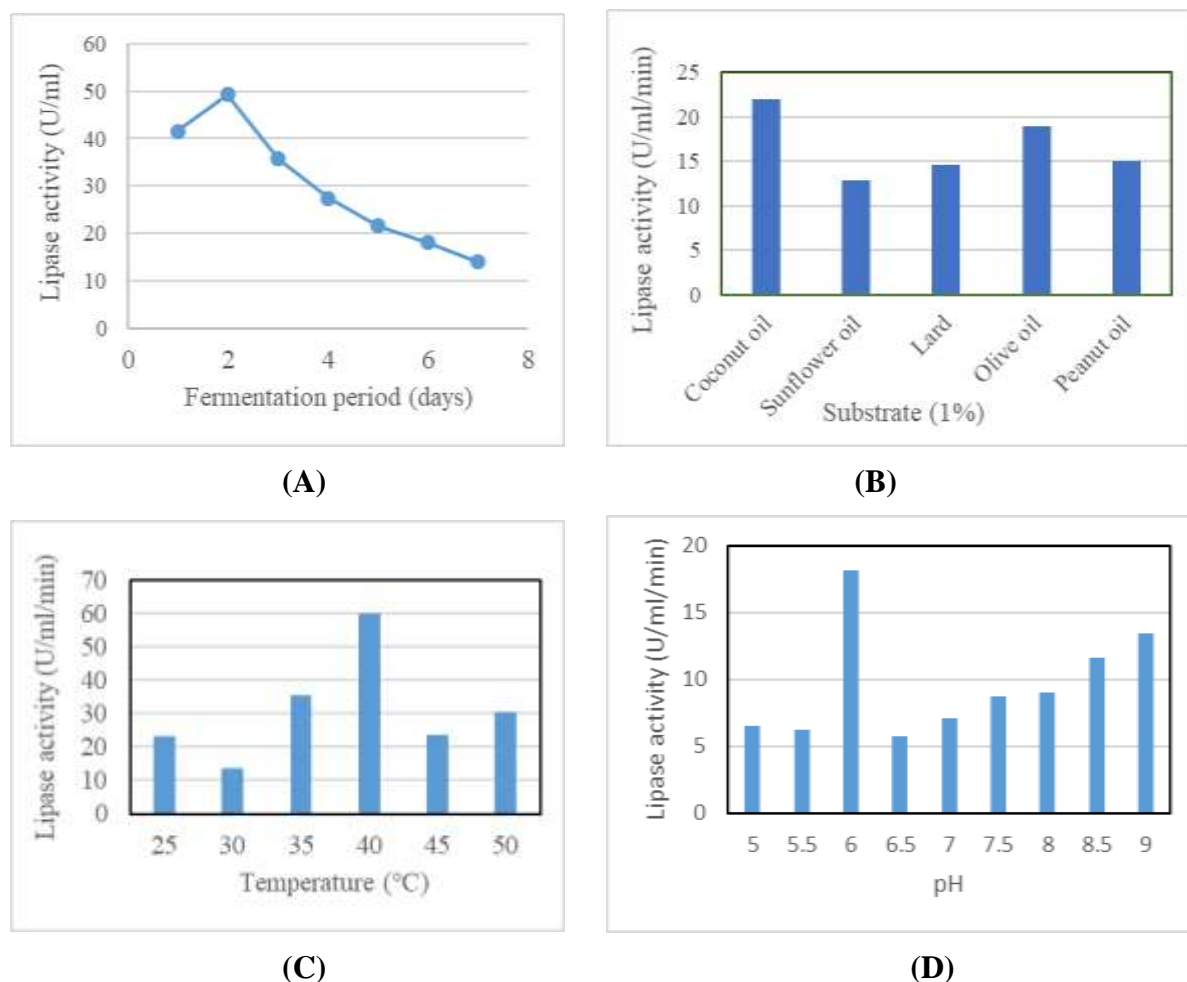 Lipase activity (U/ml)
60
50
40
30
20
10
0
0 2 4 6 8
Fermentation period (days)
(A)
Lipase activity (U/ml/min)
25
20
15
10
5
0
Coconut oil
Sunflower oil
Lard
Olive oil
Peanut oil
Substrate (1%)
(B)
Lipase activity (U/ml/min)
70
60
50
40
30
20
10
0
25 30 35 40 45 50
Temperature (°C)
(C)
Lipase activity (U/ml/min)
20
15
10
5
0
5 5.5 6 6.5 7 7.5 8 8.5 9
pH
(D)